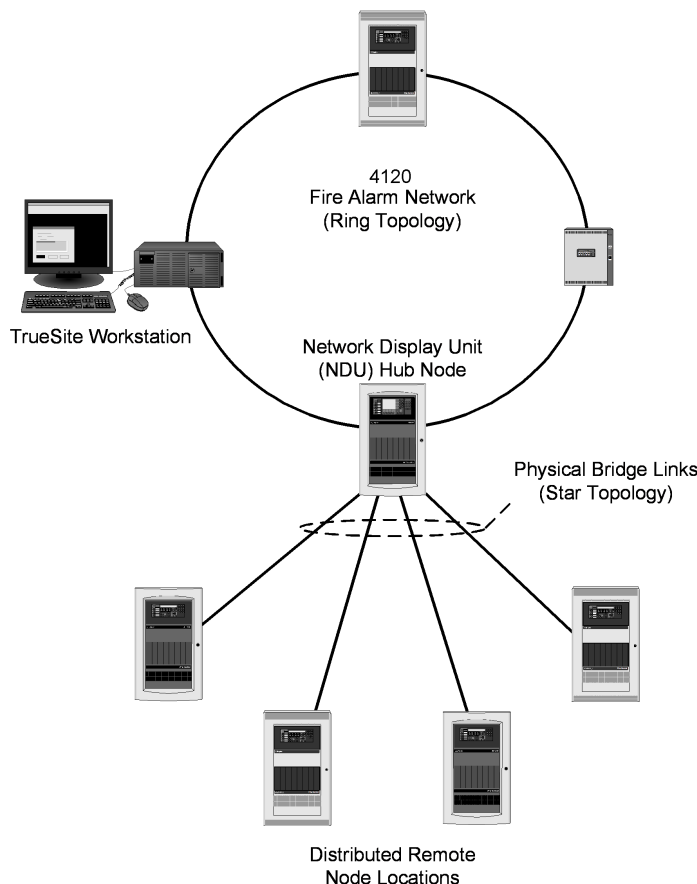 4120
Fire Alarm Network
(Ring Topology)
TrueSite Workstation
Network Display Unit
(NDU) Hub Node
Physical Bridge Links
(Star Topology)
Distributed Remote
Node Locations